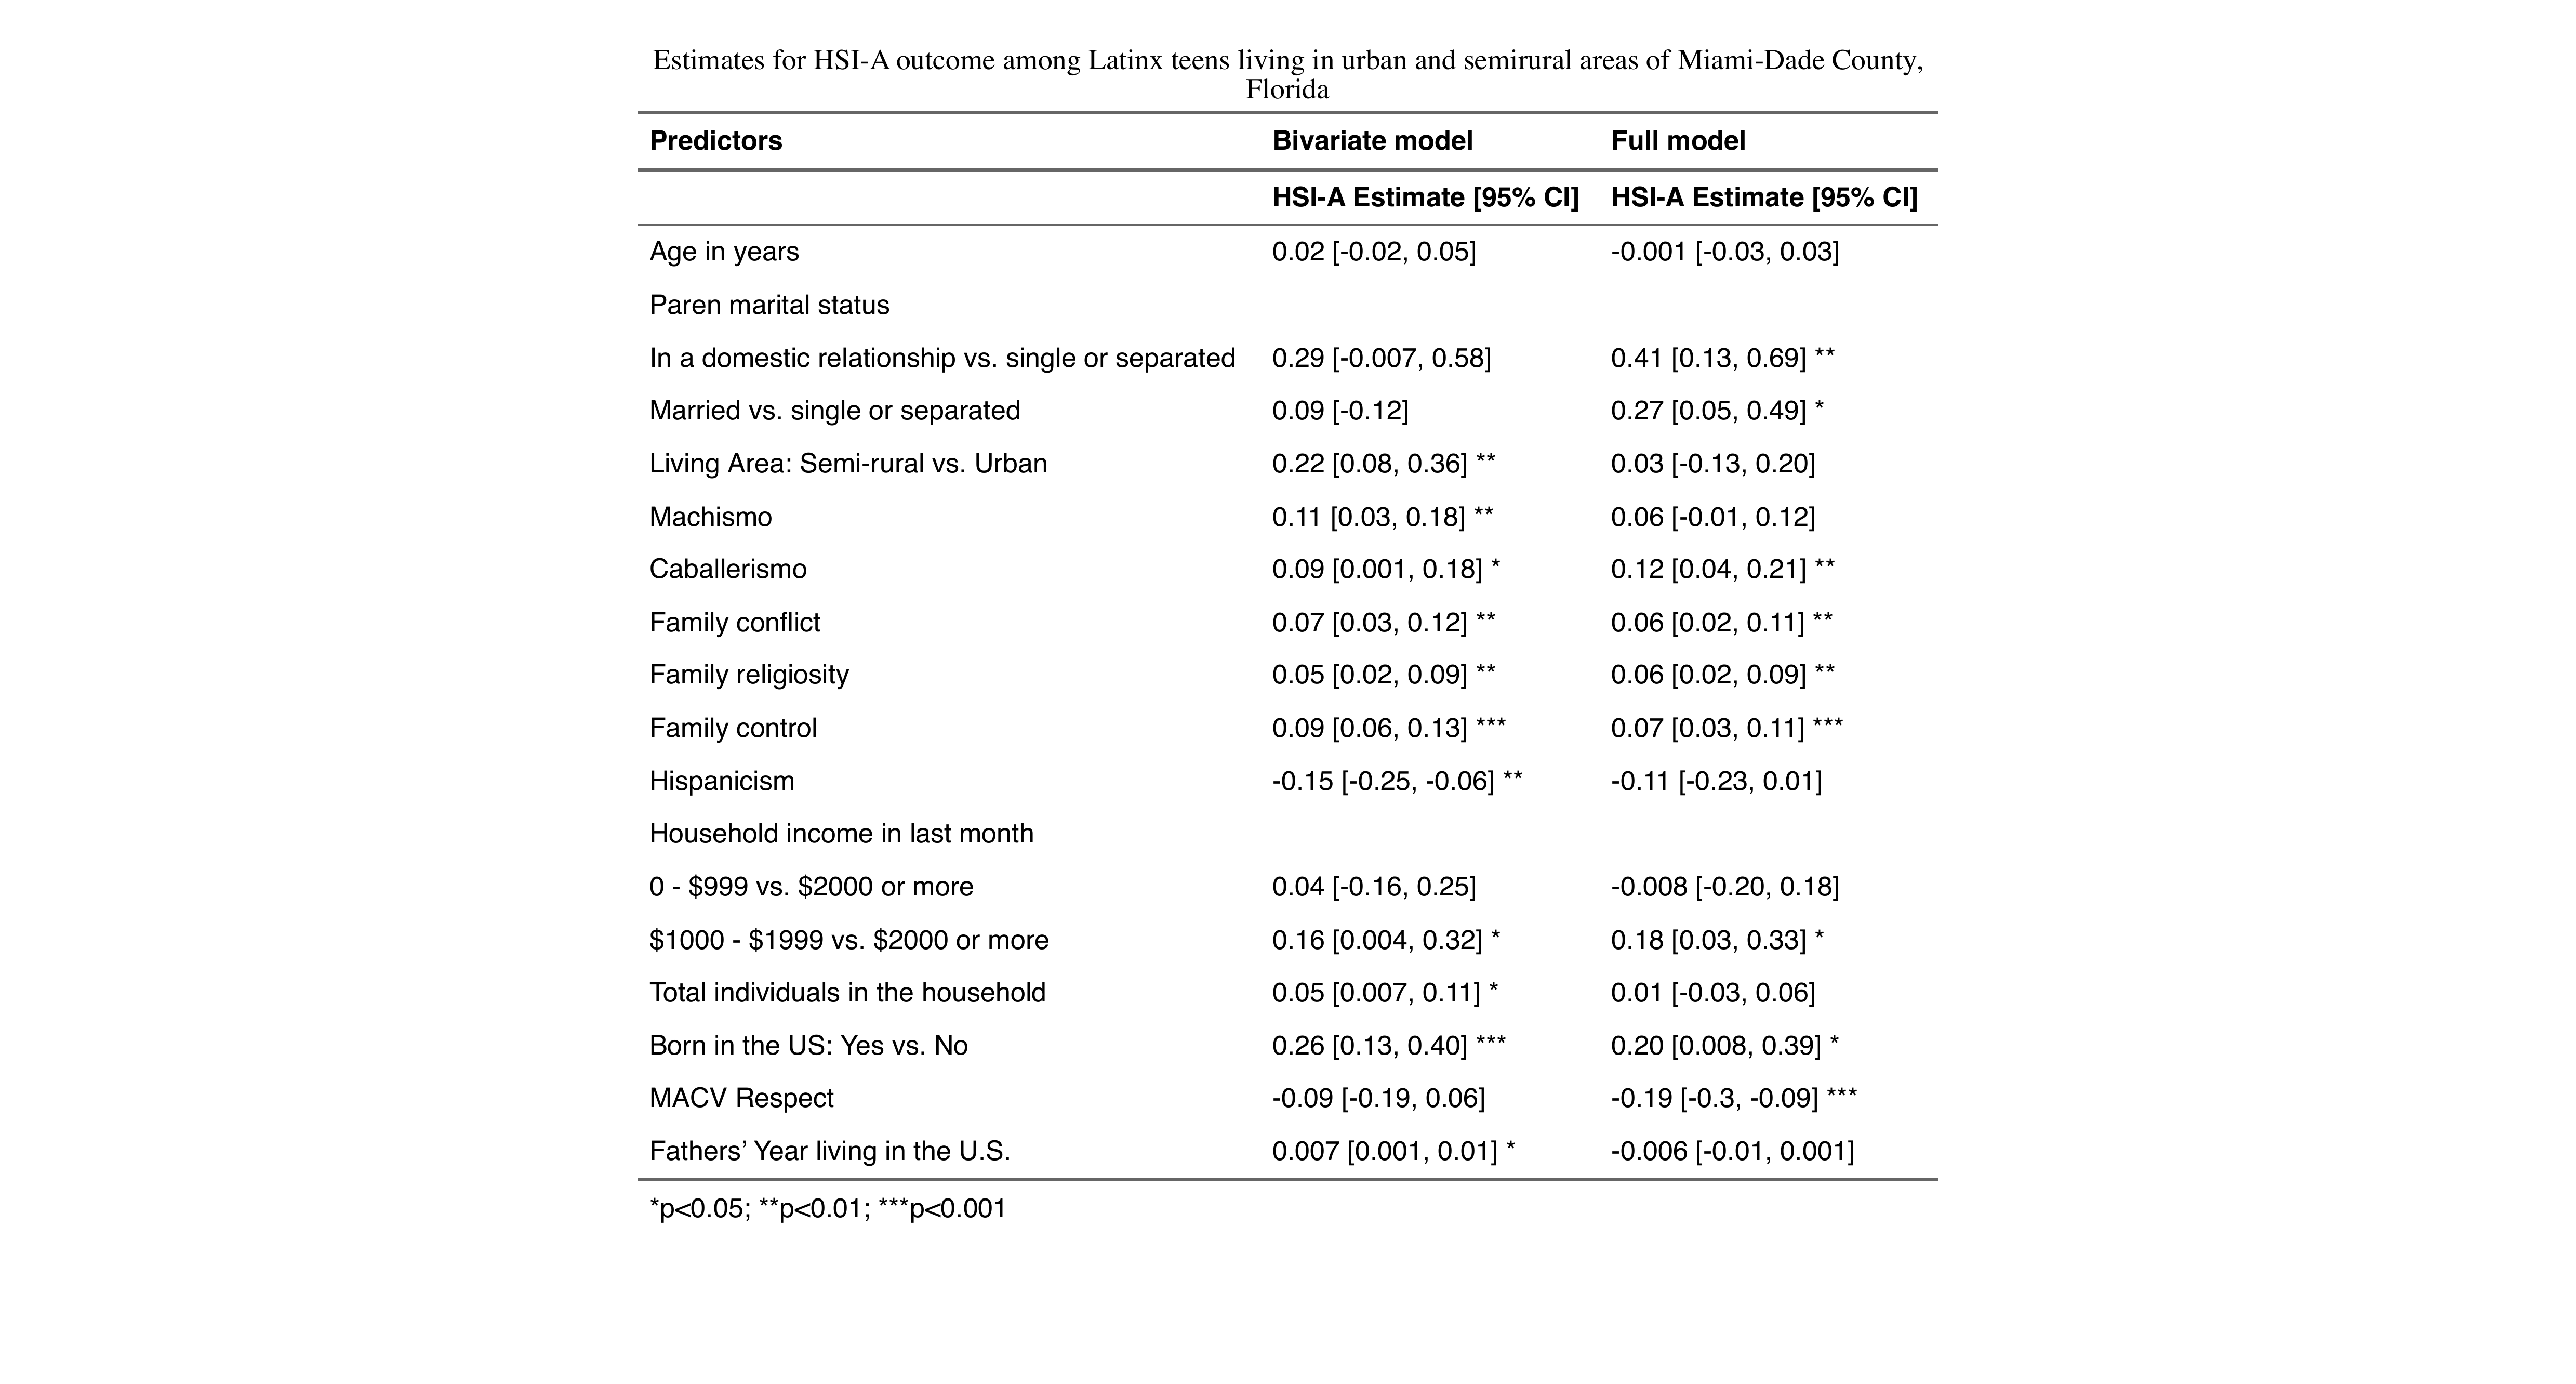 Estimates for HSI-A outcome among Latinx teens living in urban and semirural areas of Miami-Dade County,
Florida
Predictors Bivariate model Full model
HSI-A Estimate [95% CI] HSI-A Estimate [95% CI]
Age in years 0.02 [-0.02, 0.05] -0.001 [-0.03, 0.03]
Paren marital status
In a domestic relationship vs. single or separated 0.29 [-0.007, 0.58] 0.41 [0.13, 0.69] **
Married vs. single or separated 0.09 [-0.12] 0.27 [0.05, 0.49] *
Living Area: Semi-rural vs. Urban 0.22 [0.08, 0.36] ** 0.03 [-0.13, 0.20]
Machismo 0.11 [0.03, 0.18] ** 0.06 [-0.01, 0.12]
Caballerismo 0.09 [0.001, 0.18] * 0.12 [0.04, 0.21] **
Family conflict 0.07 [0.03, 0.12] ** 0.06 [0.02, 0.11] **
Family religiosity 0.05 [0.02, 0.09] ** 0.06 [0.02, 0.09] **
Family control 0.09 [0.06, 0.13] *** 0.07 [0.03, 0.11] ***
Hispanicism -0.15 [-0.25, -0.06] ** -0.11 [-0.23, 0.01]
Household income in last month
0 - $999 vs. $2000 or more 0.04 [-0.16, 0.25] -0.008 [-0.20, 0.18]
$1000 - $1999 vs. $2000 or more 0.16 [0.004, 0.32] * 0.18 [0.03, 0.33] *
Total individuals in the household 0.05 [0.007, 0.11] * 0.01 [-0.03, 0.06]
Born in the US: Yes vs. No 0.26 [0.13, 0.40] *** 0.20 [0.008, 0.39] *
MACV Respect -0.09 [-0.19, 0.06] -0.19 [-0.3, -0.09] ***
Fathers’ Year living in the U.S. 0.007 [0.001, 0.01] * -0.006 [-0.01, 0.001]
*p<0.05; **p<0.01; ***p<0.001